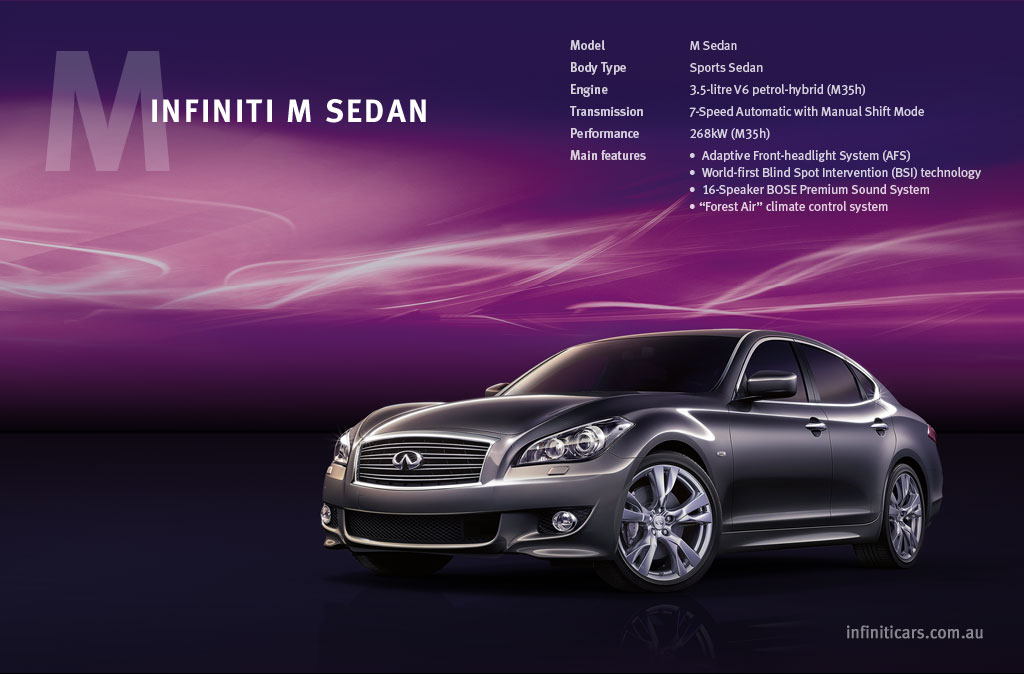 M
INFINITI M SEDAN
Model M Sedan
Body Type Sports Sedan
Engine 3.5-litre V6 petrol-hybrid (M35h)
Transmission 7-Speed Automatic with Manual Shift Mode
Performance 268kW (M35h)
Main features • Adaptive Front-headlight System (AFS)
• World-first Blind Spot Intervention (BSI) technology
• 16-Speaker BOSE Premium Sound System
• “Forest Air” climate control system
infiniticars.com.au